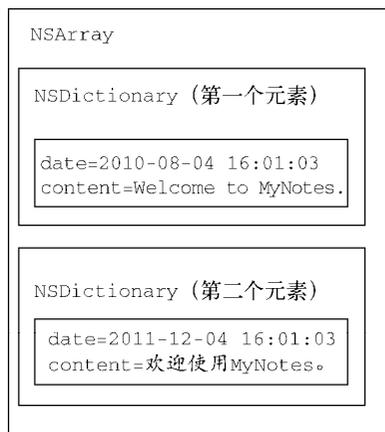 NSArray
NSDictionary（第一个元素）
date=2010-08-04 16:01:03
content=Welcome to MyNotes.
NSDictionary（第二个元素）
date=2011-12-04 16:01:03
content=欢迎使用MyNotes。